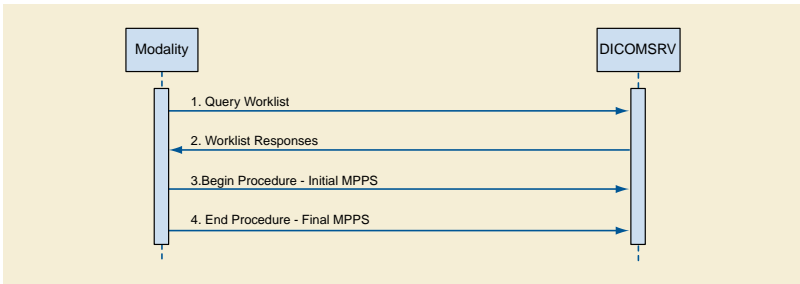 Modality
DICOMSRV
1. Query Worklist
2. Worklist Responses
3.Begin Procedure - Initial MPPS
4. End Procedure - Final MPPS